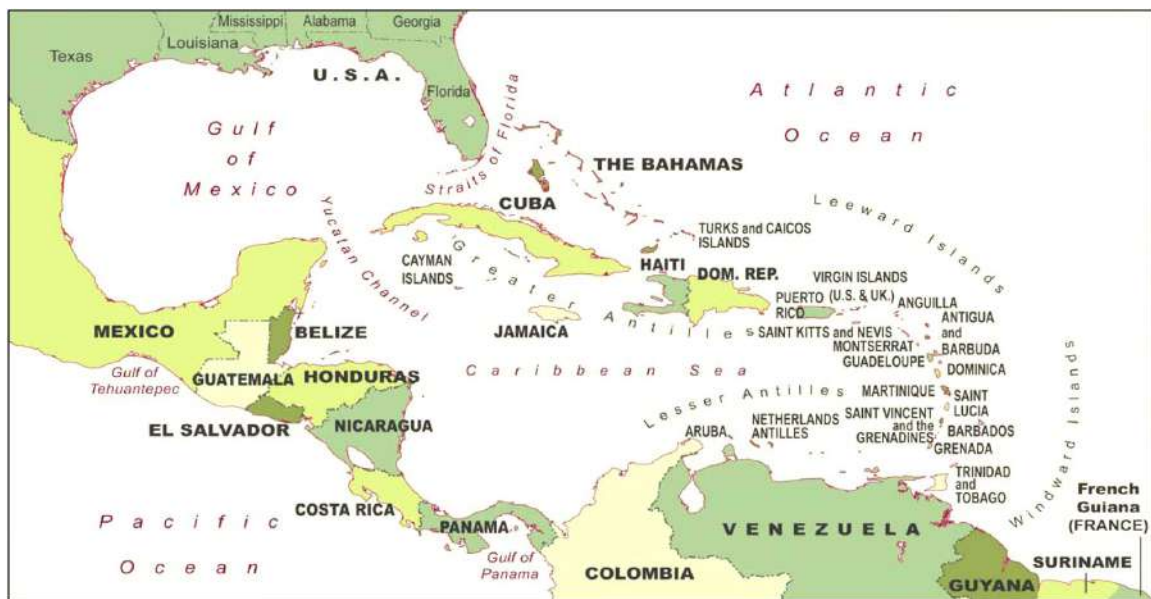 Mississippi
Alabama
Georgia
Louisiana
Texas
U.S.A.
Florida
Atlantic
Ocean
Gulf
of
Mexico
Straits of Florida
THE BAHAMAS
CUBA
Yucatan Channel
Leeward Islands
TURKS and CAICOS
ISLANDS
CAYMAN
ISLANDS
Greater Antilles
HAITI
DOM. REP.
VIRGIN ISLANDS
(U.S. & UK.)
PUERTO
RICO
ANGUILLA
ANTIGUA
and
BARBUDA
MEXICO
BELIZE
JAMAICA
SAINT KITTS and NEVIS
MONTSERRAT
GUADELOUPE
Gulf of
Tehuantepec
GUATEMALA
HONDURAS
Caribbean Sea
DOMINICA
MARTINIQUE
SAINT
LUCIA
Lesser Antilles
Windward Islands
EL SALVADOR
NICARAGUA
ARUBA
NETHERLANDS
ANTILLES
SAINT VINCENT
and the
GRENADINES
BARBADOS
GRENADA
TRINIDAD
and
TOBAGO
COSTA RICA
PANAMA
Pacific
Ocean
Gulf of
Panama
COLOMBIA
VENEZUELA
GUYANA
SURINAME
French
Guiana
(FRANCE)